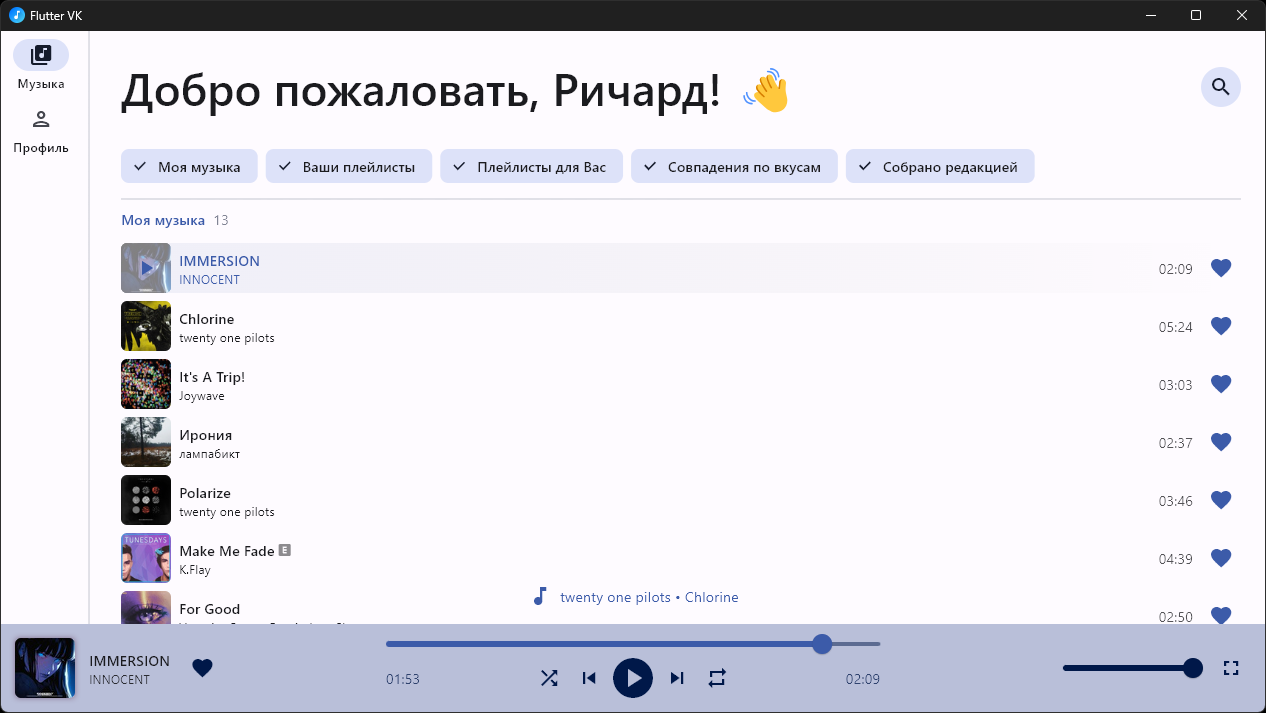 Flutter VK
Музыка
Профиль
Добро пожаловать, Ричард!
Моя музыка
Ваши плейлисты
Плейлисты для Вас
Совпадения по вкусам
Собрано редакцией
Моя музыка 13
IMMERSION
INNOCENT
02:09
Chlorine
twenty one pilots
05:24
It's A Trip!
Joywave
03:03
Ирония
лампабикт
02:37
Polarize
twenty one pilots
03:46
TUNESDAYS
Make Me Fade E
K.Flay
04:39
For Good
02:50
twenty one pilots • Chlorine
IMMERSION
INNOCENT
01:53
02:09